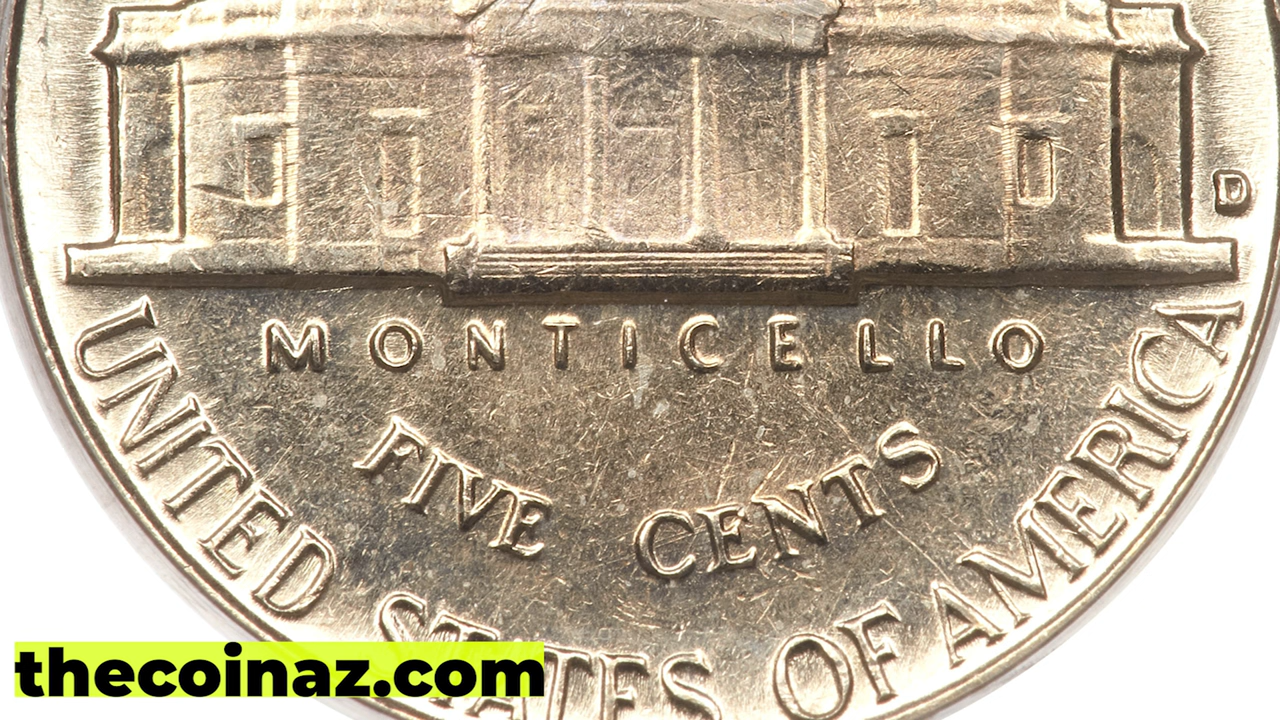 D
MONTICELLO
FIVE CENTS
UNITED STATES OF AMERICA
thecoinaz.com